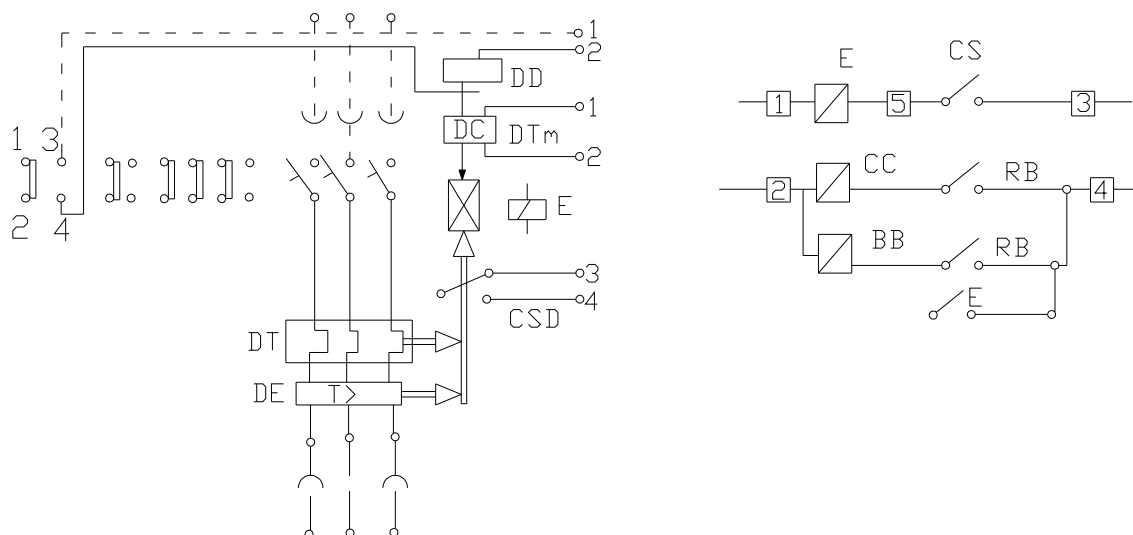 1
2
DD
1
DC DTm
2
1 3
2 4
E
3
4
CSD
DT
DE T>
E CS
1 5 3
CC RB
2 4
BB RB
E